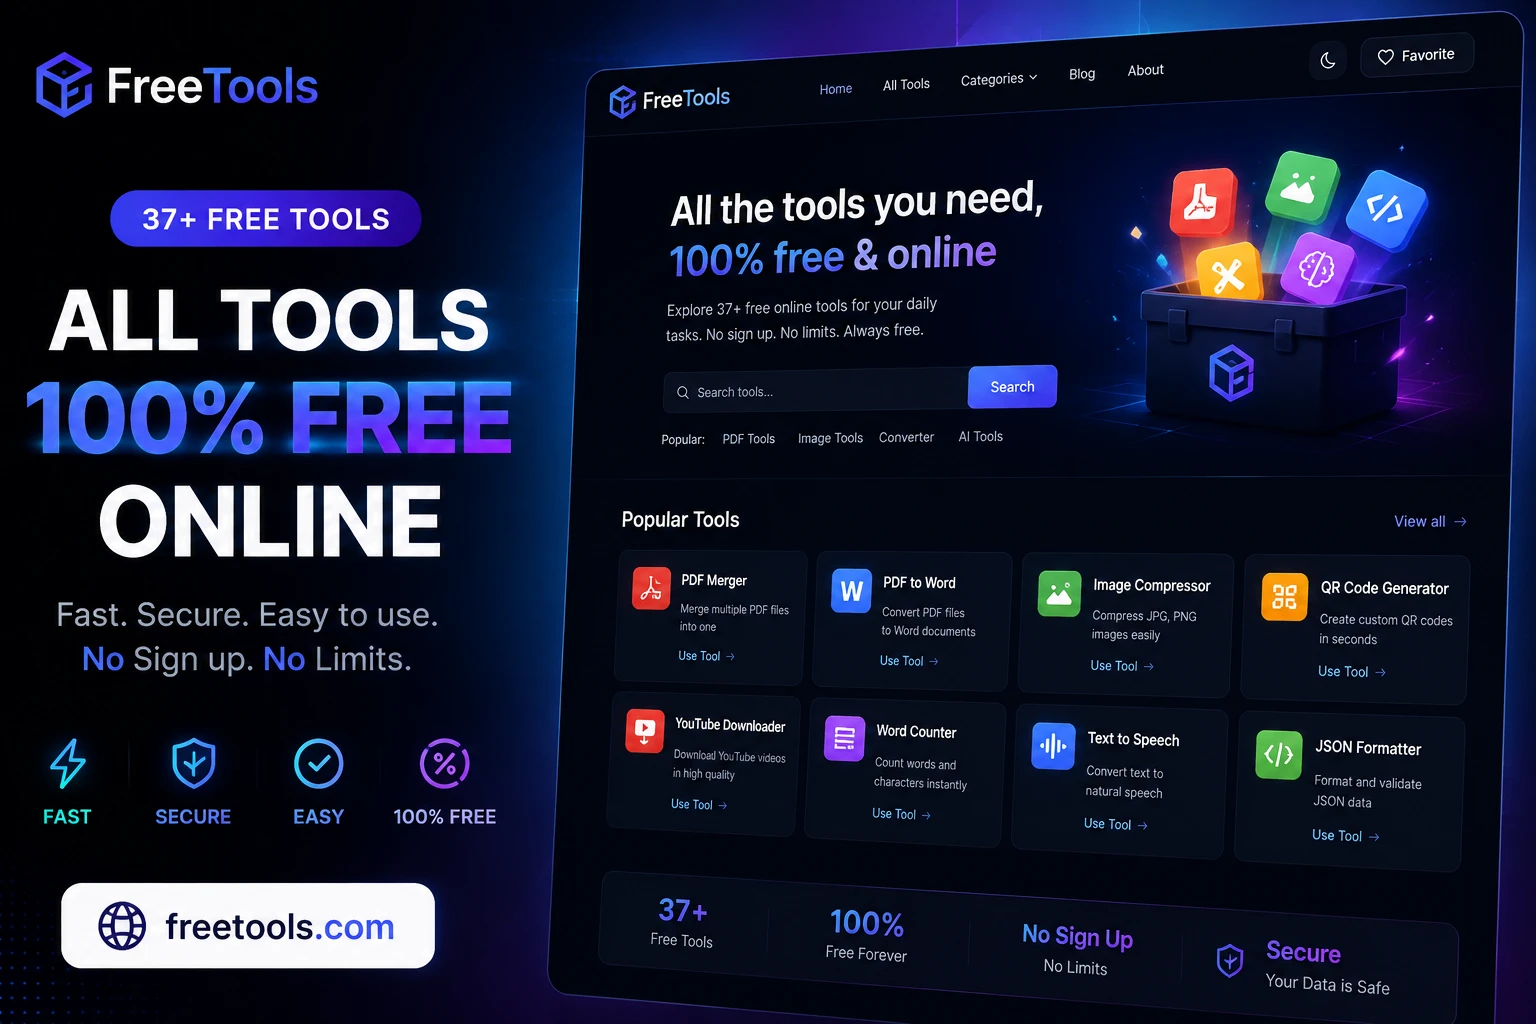 FreeTools
37+ FREE TOOLS
ALL TOOLS
100% FREE
ONLINE
Fast. Secure. Easy to use.
No Sign up. No Limits.
FAST
SECURE
EASY
100% FREE
freetools.com
FreeTools
Home
All Tools
Categories
Blog
About
Favorite
All the tools you need,
100% free & online
Explore 37+ free online tools for your daily
tasks. No sign up. No limits. Always free.
Search tools...
Search
Popular:
PDF Tools
Image Tools
Converter
AI Tools
Popular Tools
View all →
PDF Merger
Merge multiple PDF files
into one
Use Tool →
W
PDF to Word
Convert PDF files
to Word documents
Use Tool →
Image Compressor
Compress JPG, PNG
images easily
Use Tool →
QR Code Generator
Create custom QR codes
in seconds
Use Tool →
YouTube Downloader
Download YouTube videos
in high quality
Use Tool →
Word Counter
Count words and
characters instantly
Use Tool →
Text to Speech
Convert text to
natural speech
Use Tool →
JSON Formatter
Format and validate
JSON data
Use Tool →
37+
Free Tools
100%
Free Forever
No Sign Up
No Limits
Secure
Your Data is Safe